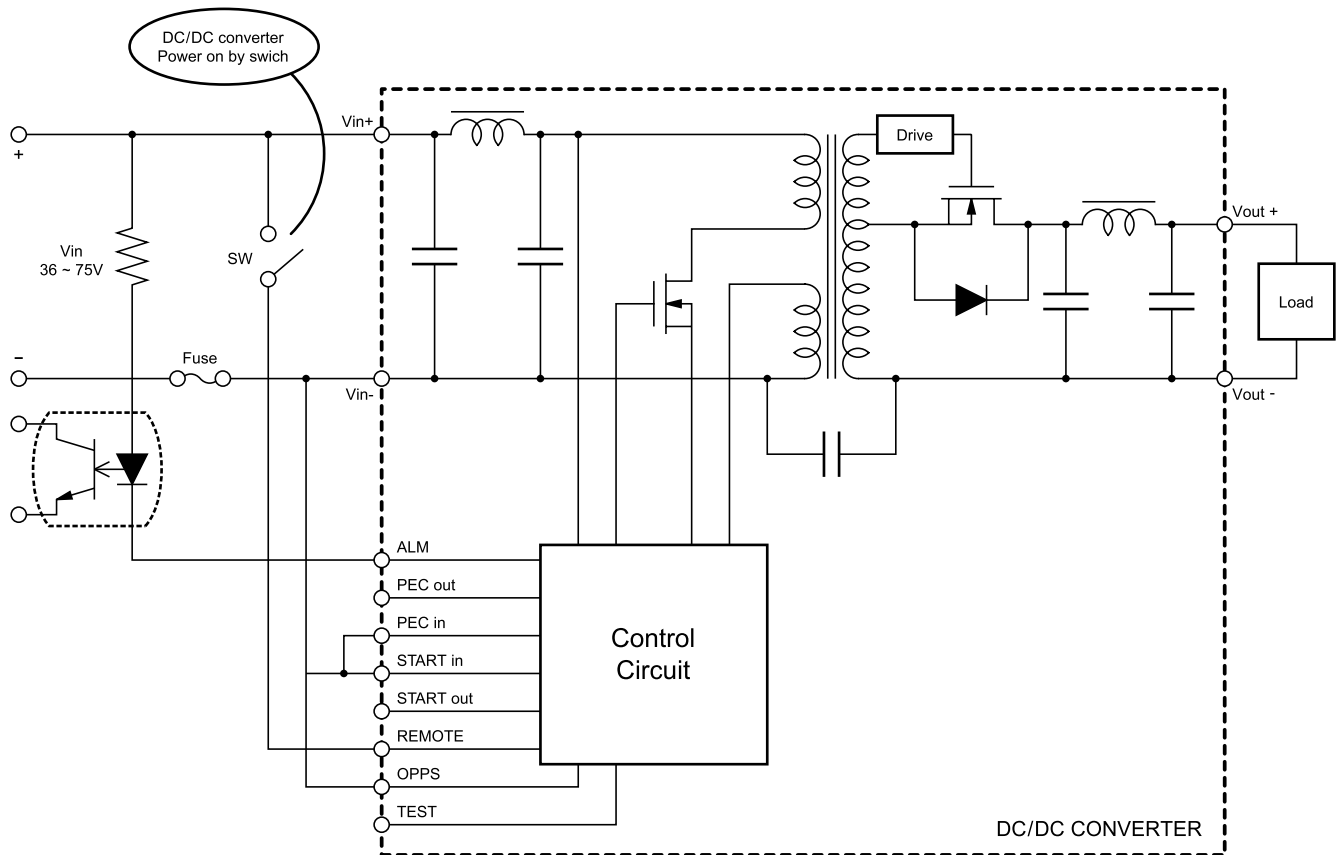 DC/DC converter
Power on by swich
Vin+
+
Drive
Vout +
Vin
36 ~ 75V
SW
Load
–
Fuse
Vin-
Vout -
ALM
PEC out
PEC in
START in
START out
REMOTE
OPPS
TEST
Control
Circuit
DC/DC CONVERTER